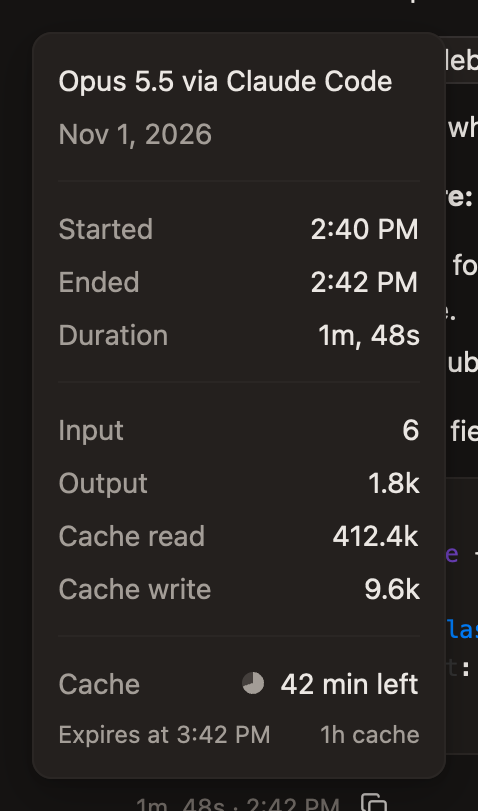 Opus 5.5 via Claude Code
Nov 1, 2026
Started 2:40 PM
Ended 2:42 PM
Duration 1m, 48s
Input 6
Output 1.8k
Cache read 412.4k
Cache write 9.6k
Cache 42 min left
Expires at 3:42 PM 1h cache
1m, 48s · 2:42 PM